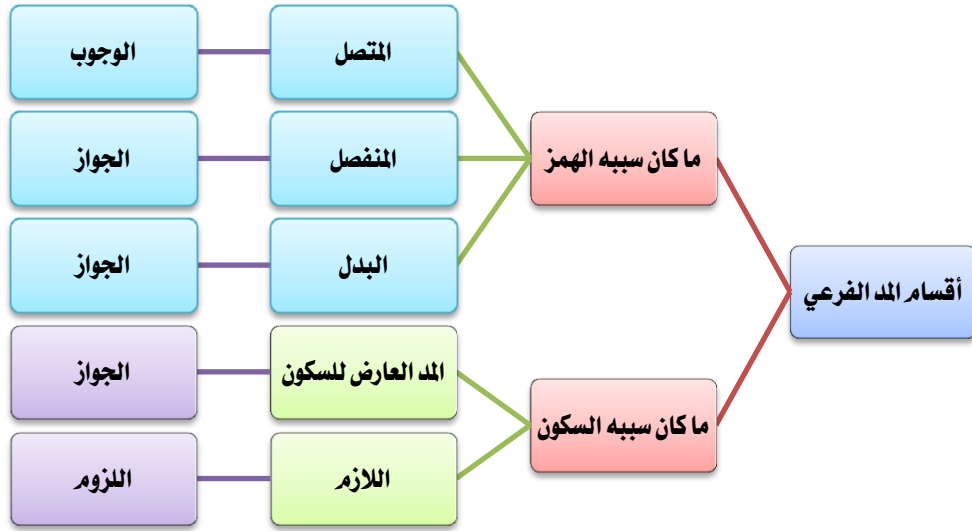 أقسام المد الفرعي
ما كان سببه الهمز
المتصل
الوجوب
المنفصل
الجواز
البدل
الجواز
ما كان سببه السكون
المد العارض للسكون
الجواز
اللازم
اللزوم